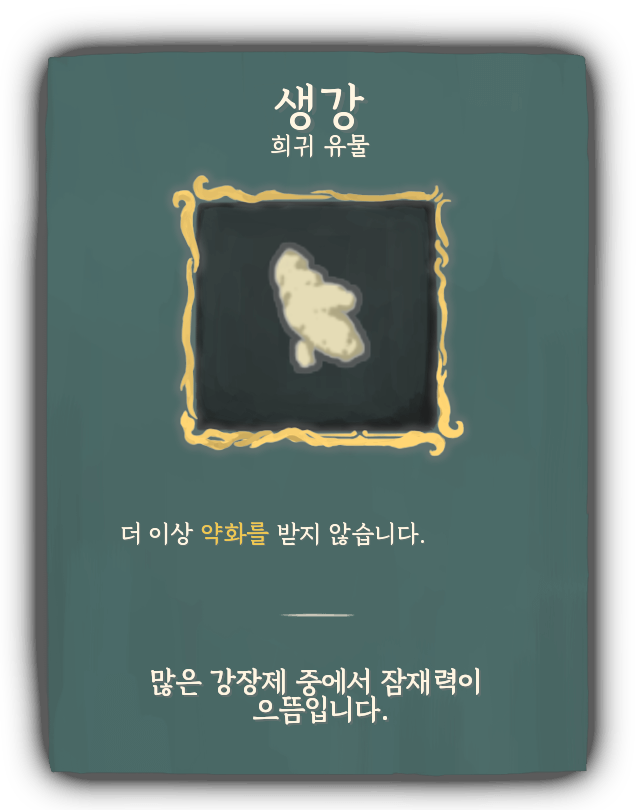 생강
희귀 유물
더 이상 약화를 받지 않습니다.
많은 강장제 중에서 잠재력이
으뜸입니다.